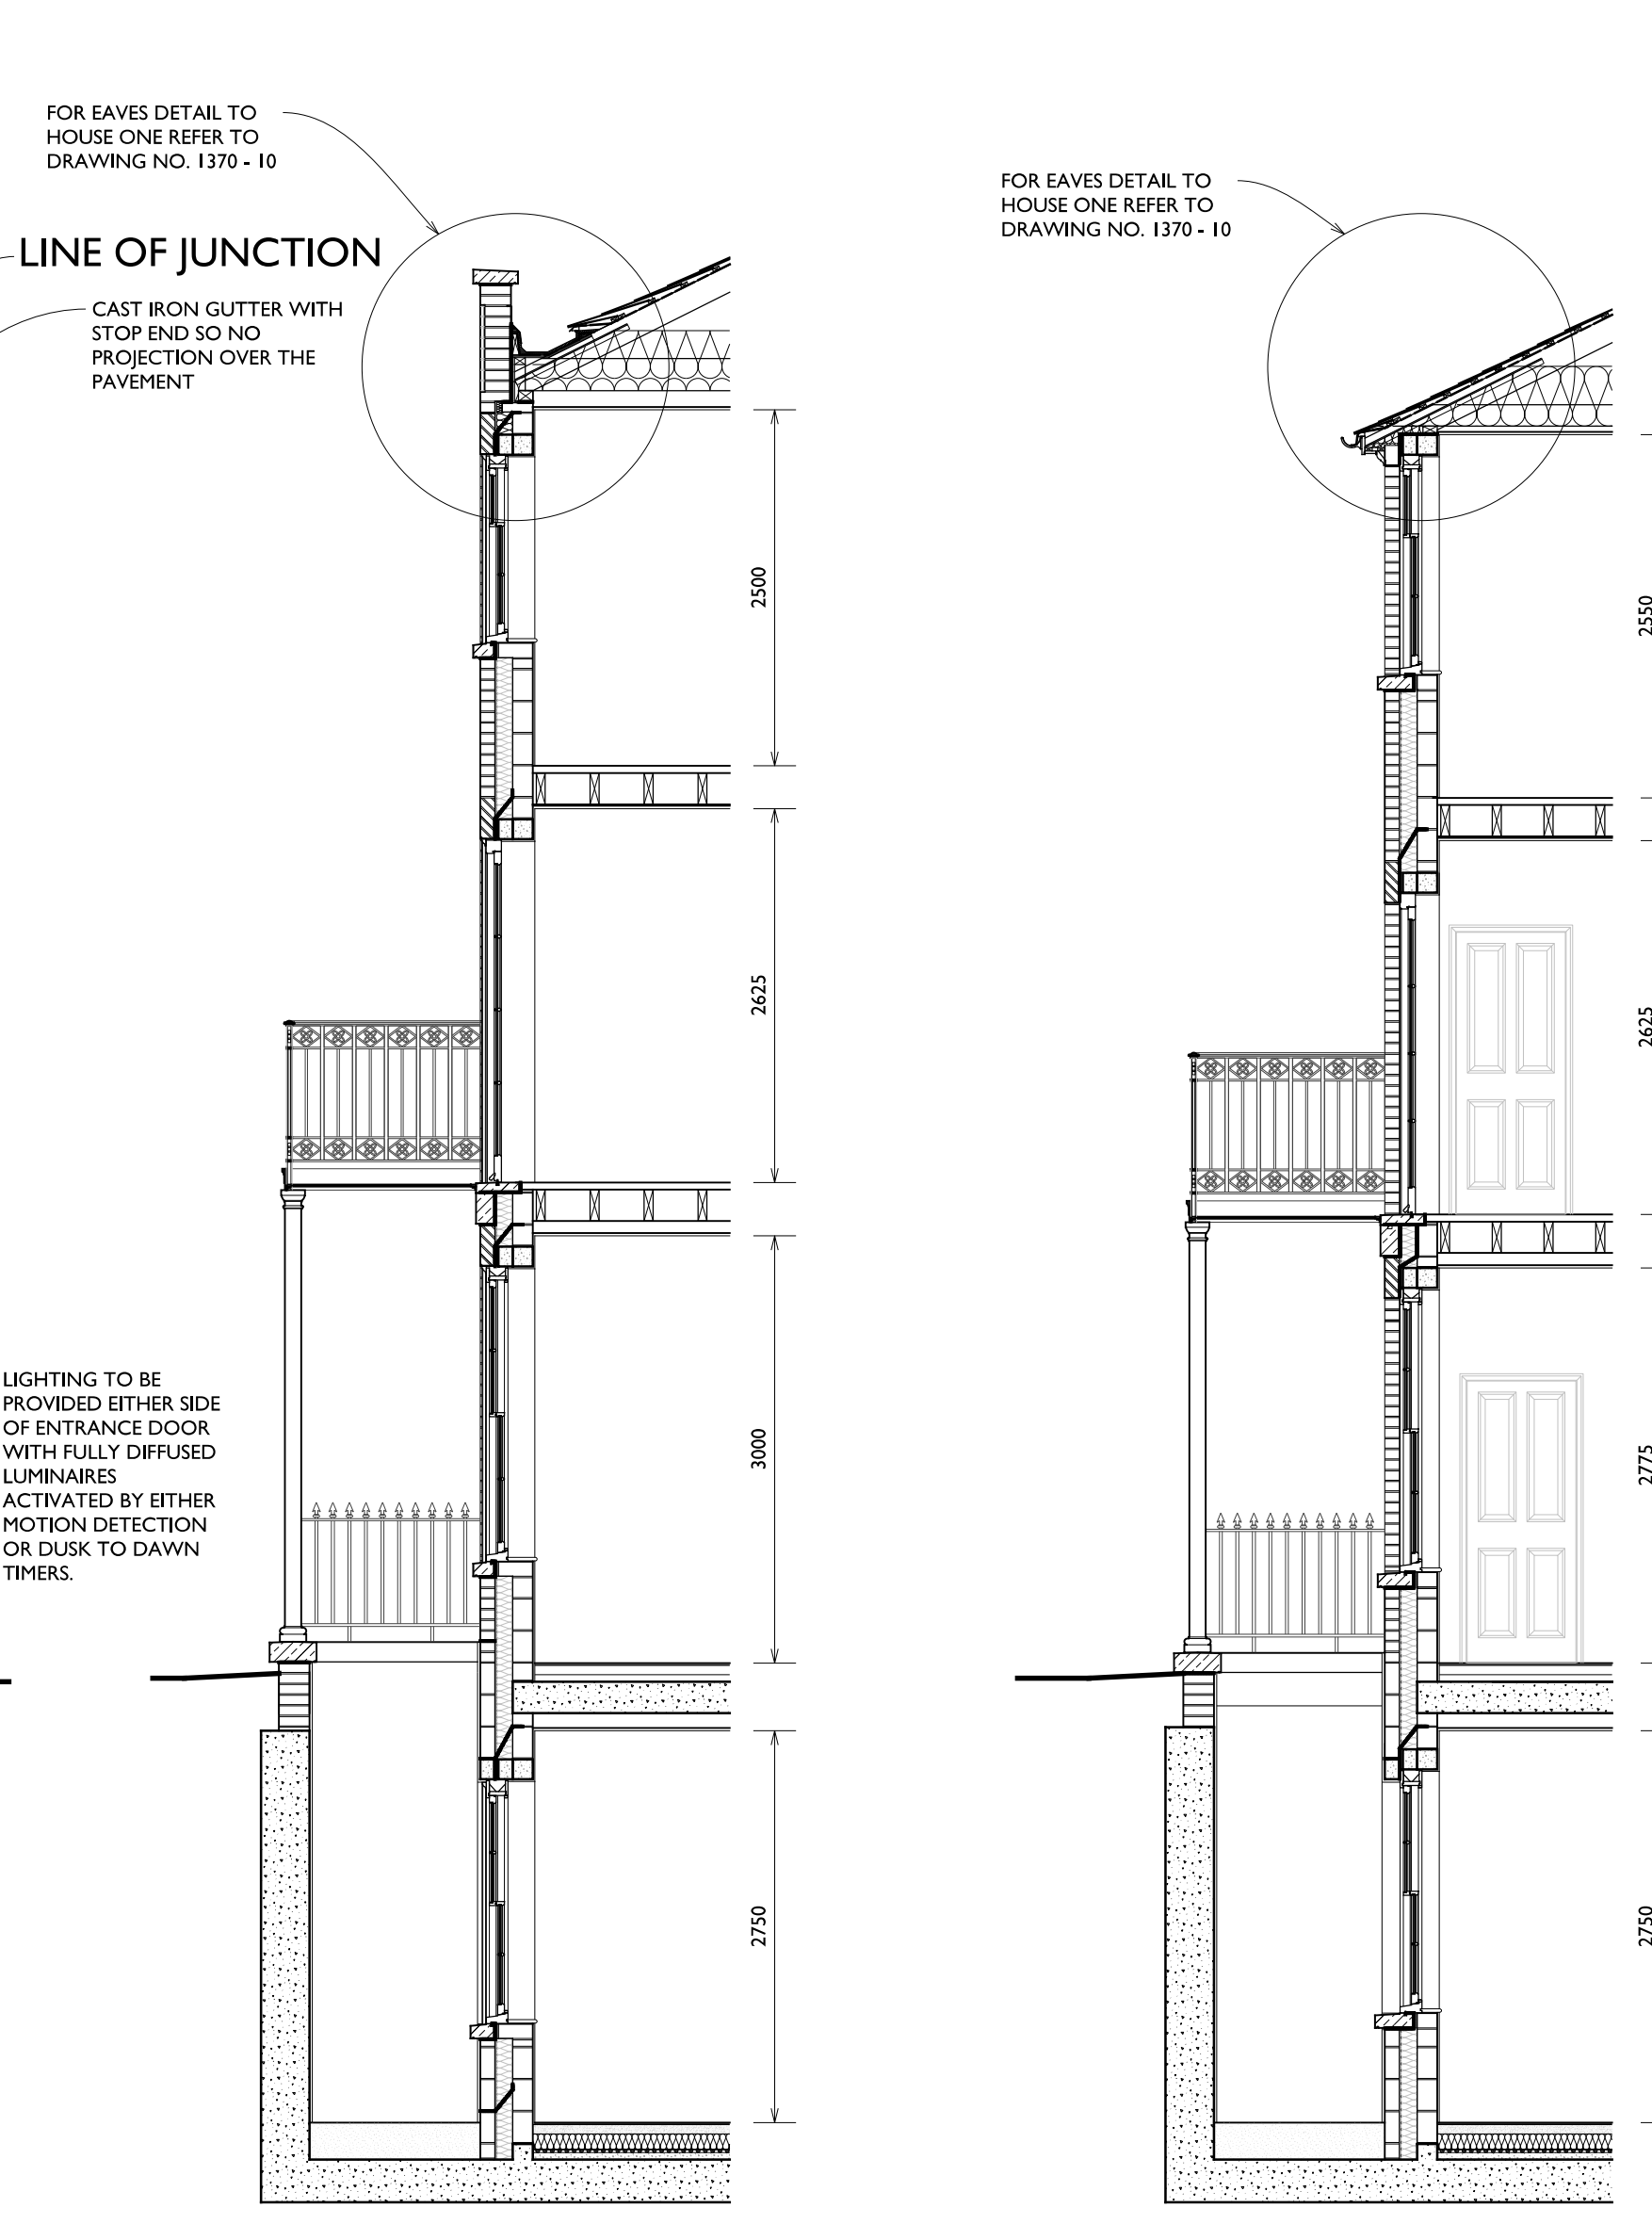 FOR EAVES DETAIL TO
HOUSE ONE REFER TO
DRAWING NO. 1370 - 10
LINE OF JUNCTION
CAST IRON GUTTER WITH
STOP END SO NO
PROJECTION OVER THE
PAVEMENT
LIGHTING TO BE
PROVIDED EITHER SIDE
OF ENTRANCE DOOR
WITH FULLY DIFFUSED
LUMINAIRES
ACTIVATED BY EITHER
MOTION DETECTION
OR DUSK TO DAWN
TIMERS.
2500
2625
3000
2750
FOR EAVES DETAIL TO
HOUSE ONE REFER TO
DRAWING NO. 1370 - 10
2550
2625
2775
2750